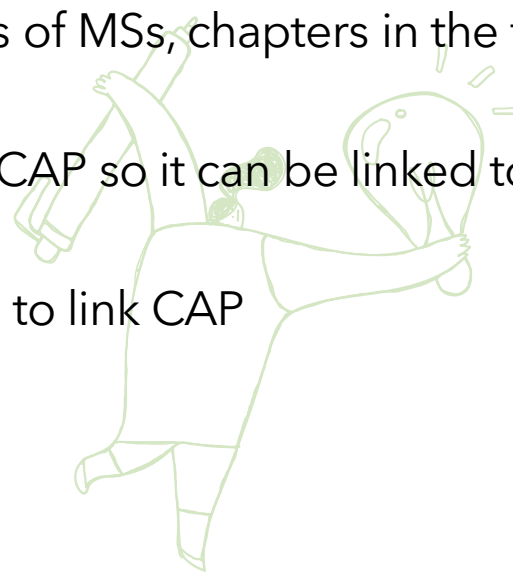 s of MSs, chapters in the
CAP so it can be linked to
to link CAP